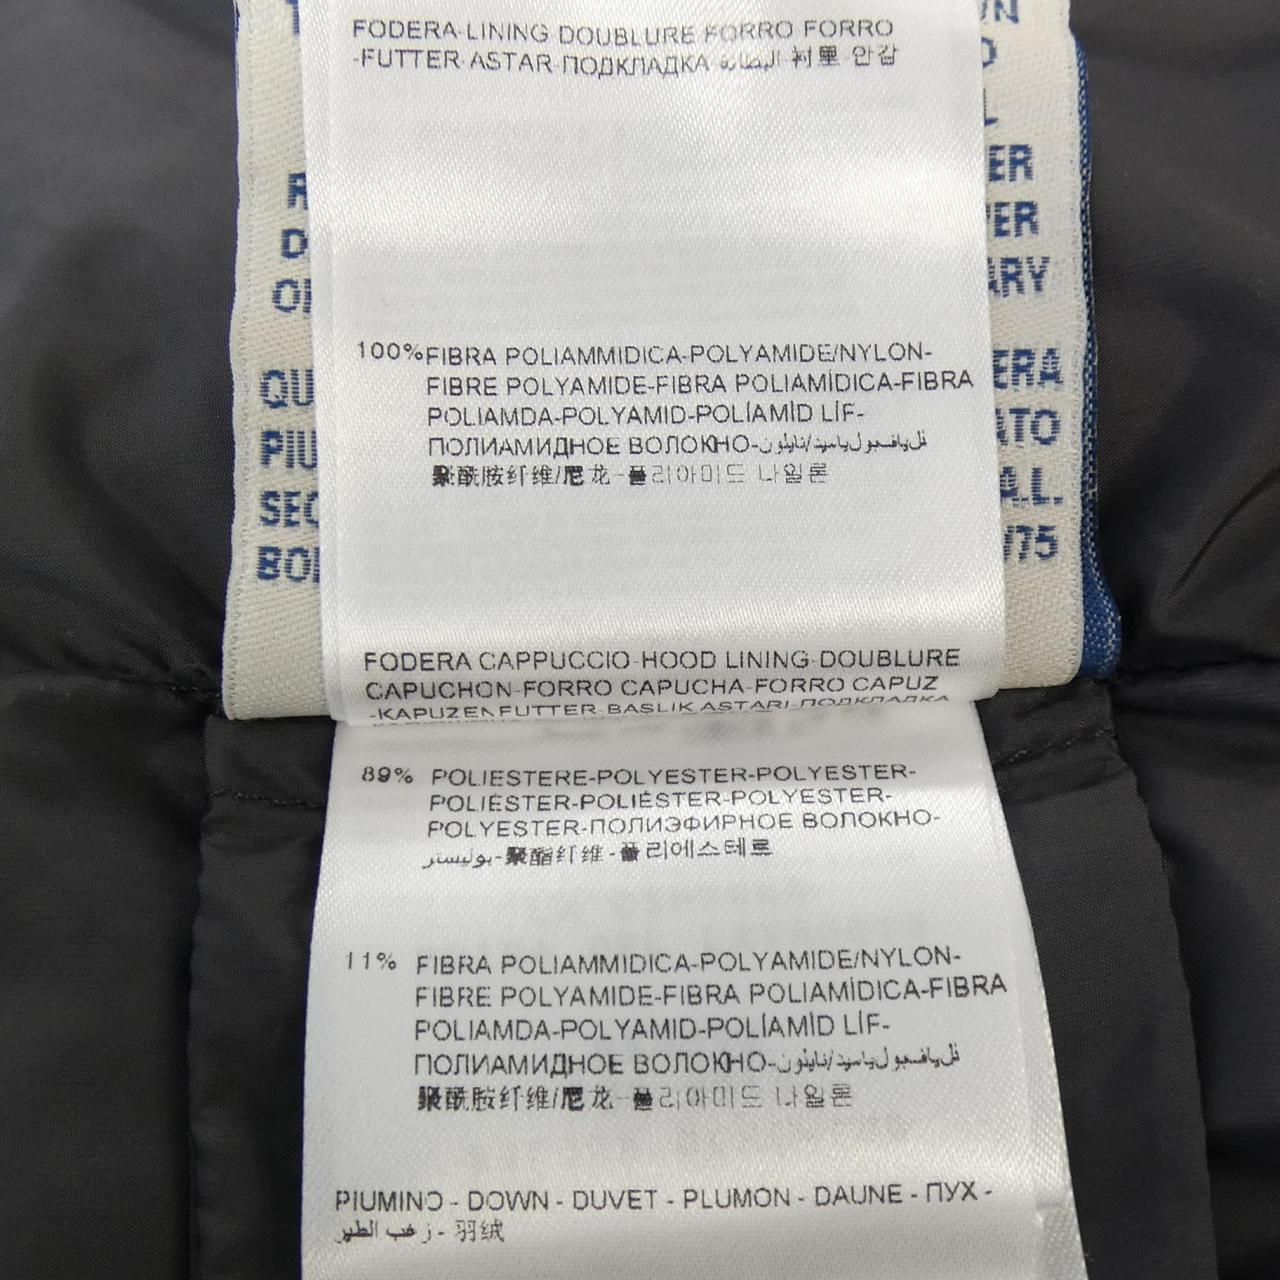 FODERA-LINING-DOUBLURE FORRO FORRO
-FUTTER-ASTAR-ПОДКЛАДКА-البطانة-衬里-안감
100% FIBRA POLIAMMIDICA-POLYAMIDE/NYLON-
FIBRE POLYAMIDE-FIBRA POLIAMÍDICA-FIBRA
POLIAMDA-POLYAMID-POLİAMİD LİF-
ПОЛИАМИДНОЕ ВОЛОКНО-
聚酰胺纤维/尼龙-폴리아미드 나일론
FODERA CAPPUCCIO-HOOD LINING-DOUBLURE
CAPUCHON-FORRO CAPUCHA-FORRO CAPUZ
-KAPUZENFUTTER-BASLIK ASTARI-ПОДКЛАДКА
89% POLIESTERE-POLYESTER-POLYESTER-
POLIÉSTER-POLIÉSTER-POLYESTER-
POLYESTER-ПОЛИЭФИРНОЕ ВОЛОКНО-
بوليستر-聚酯纤维-폴리에스테르
11% FIBRA POLIAMMIDICA-POLYAMIDE/NYLON-
FIBRE POLYAMIDE-FIBRA POLIAMÍDICA-FIBRA
POLIAMDA-POLYAMID-POLİAMİD LİF-
ПОЛИАМИДНОЕ ВОЛОКНО-
聚酰胺纤维/尼龙-폴리아미드 나일론
PIUMINO - DOWN - DUVET - PLUMON - DAUNE - ПУХ -
زغب الطير - 羽绒